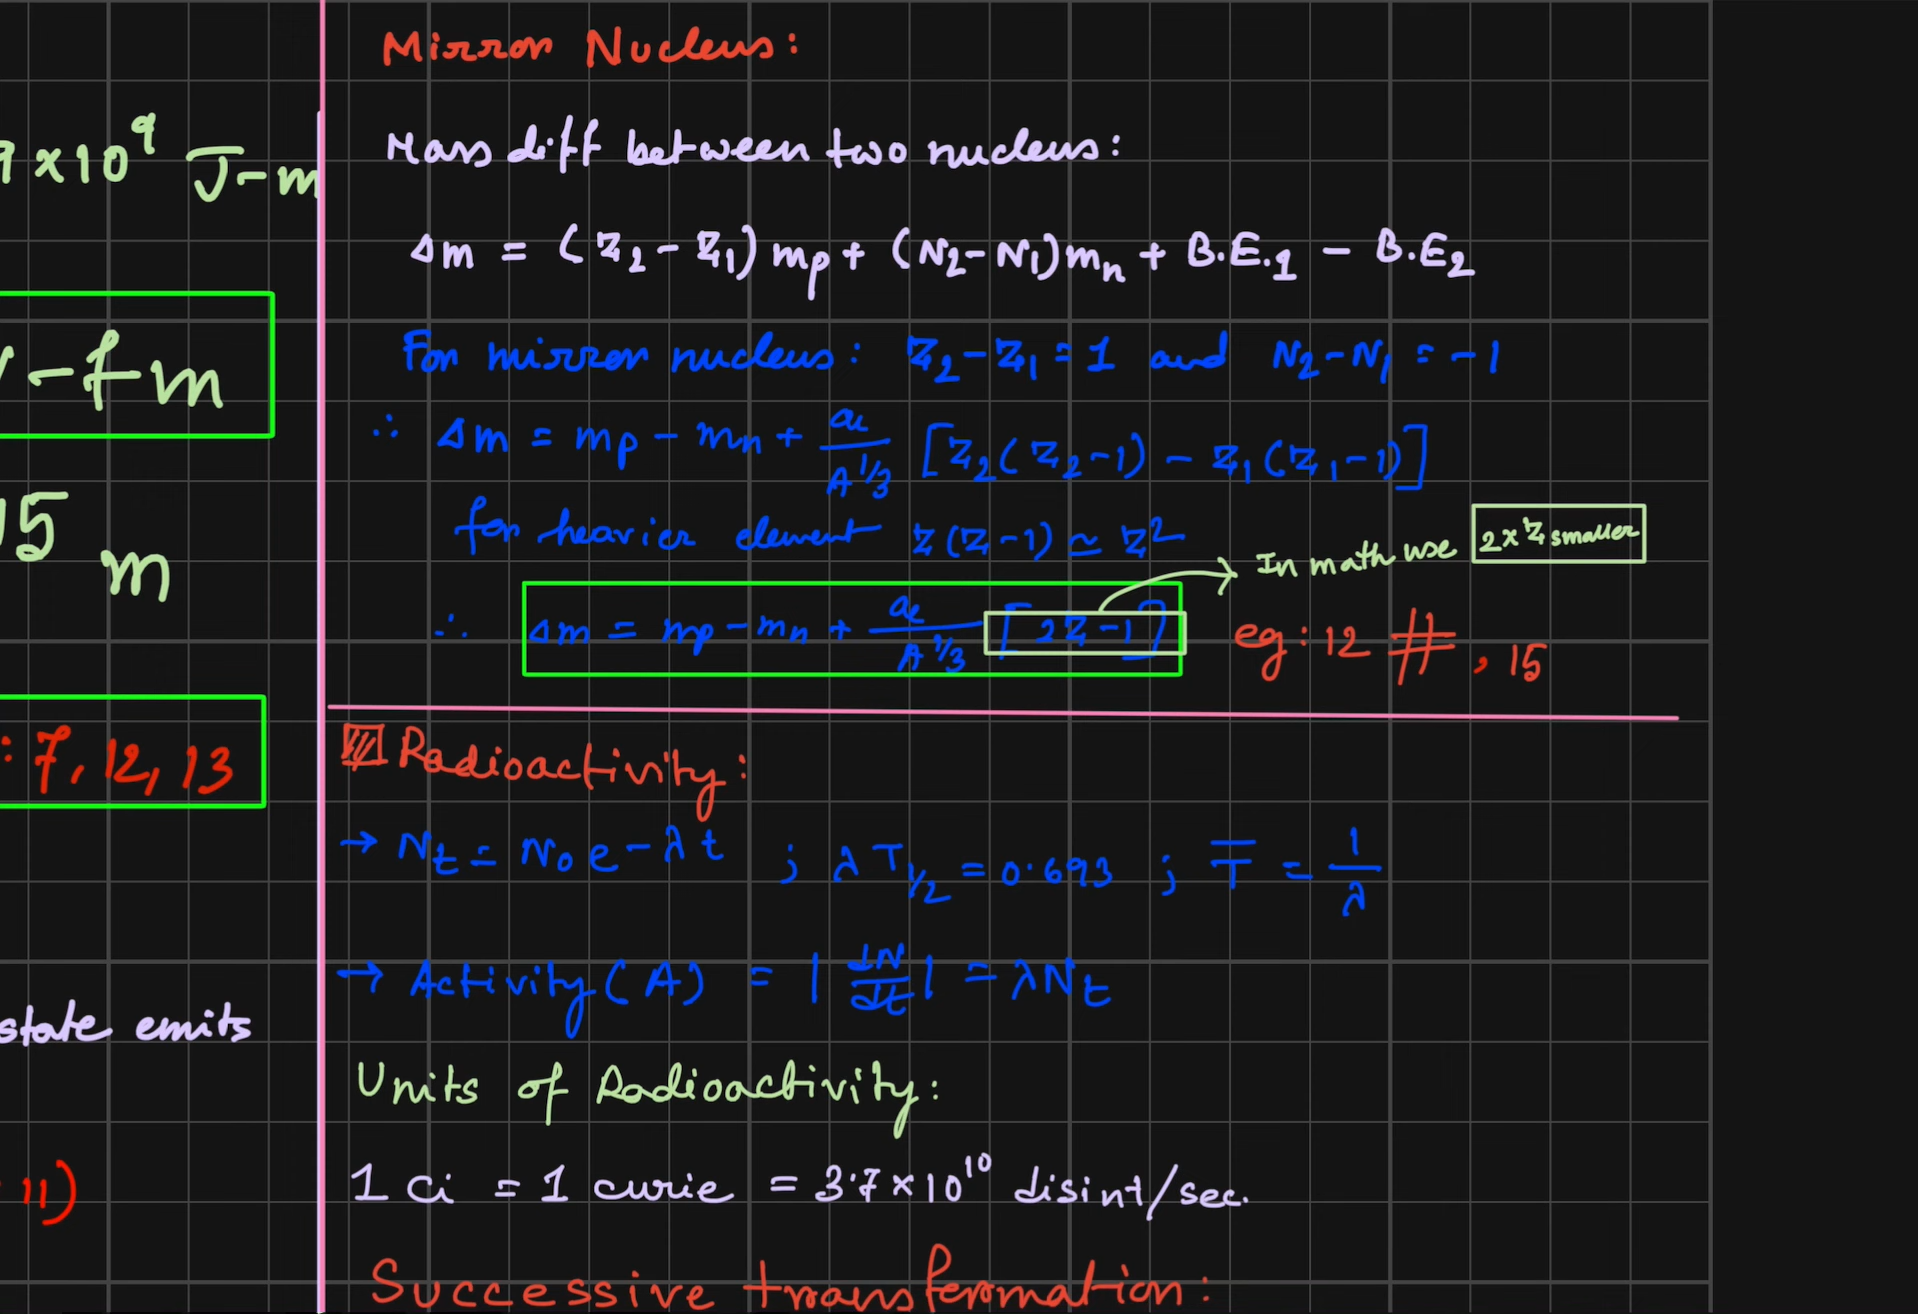 9 x10⁹ J-m
-fm
15 m
: 7, 12, 13
state emits
11)
Mirror Nucleus:
Mass diff between two nucleus:
Δm = (Z₂ - Z₁) mp + (N₂ - N₁) mn + B.E.₁ - B.E₂
For mirror nucleus: Z₂ - Z₁ = 1 and N₂ - N₁ = -1
∴ Δm = mp - mn + ac/A^1/3 [Z₂(Z₂-1) - Z₁(Z₁-1)]
for heavier element Z(Z-1) ≃ Z²
→ In math use 2 x Z smaller
∴ Δm = mp - mn + ac/A^1/3 [2Z-1]
eg: 12 #, 15
Radioactivity:
→ Nt = N₀ e-λt ; λT1/2 = 0.693 ; T̅ = 1/λ
→ Activity (A) = |dN/dt| = λNt
Units of Radioactivity:
1 Ci = 1 curie = 3.7 x 10¹⁰ disint/sec.
Successive transformation: